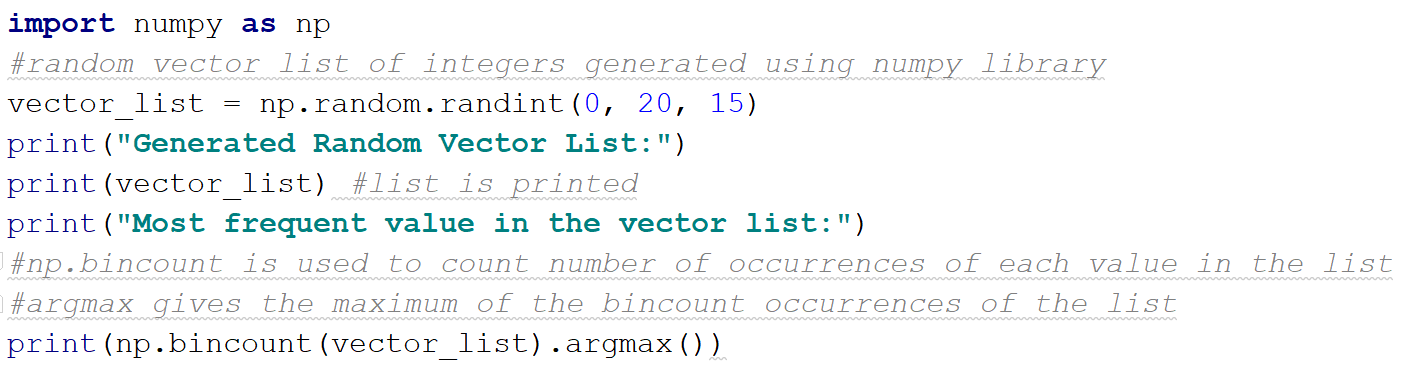 import numpy as np
#random vector list of integers generated using numpy library
vector_list = np.random.randint(0, 20, 15)
print("Generated Random Vector List:")
print(vector_list) #list is printed
print("Most frequent value in the vector list:")
#np.bincount is used to count number of occurrences of each value in the list
#argmax gives the maximum of the bincount occurrences of the list
print(np.bincount(vector_list).argmax())